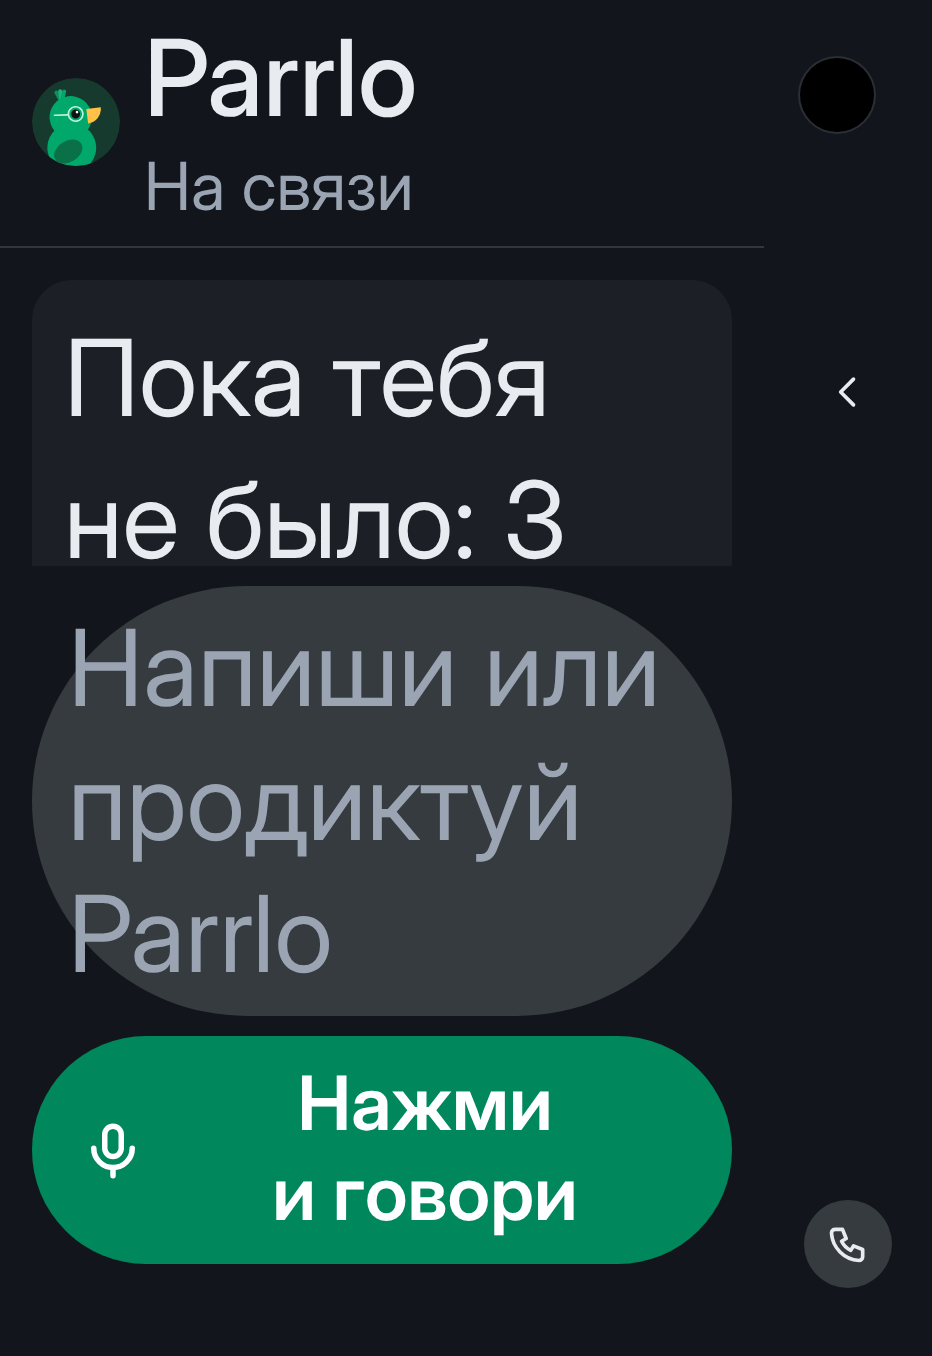 Parrlo
На связи
Пока тебя
не было: 3
Напиши или
продиктуй
Parrlo
Нажми
и говори